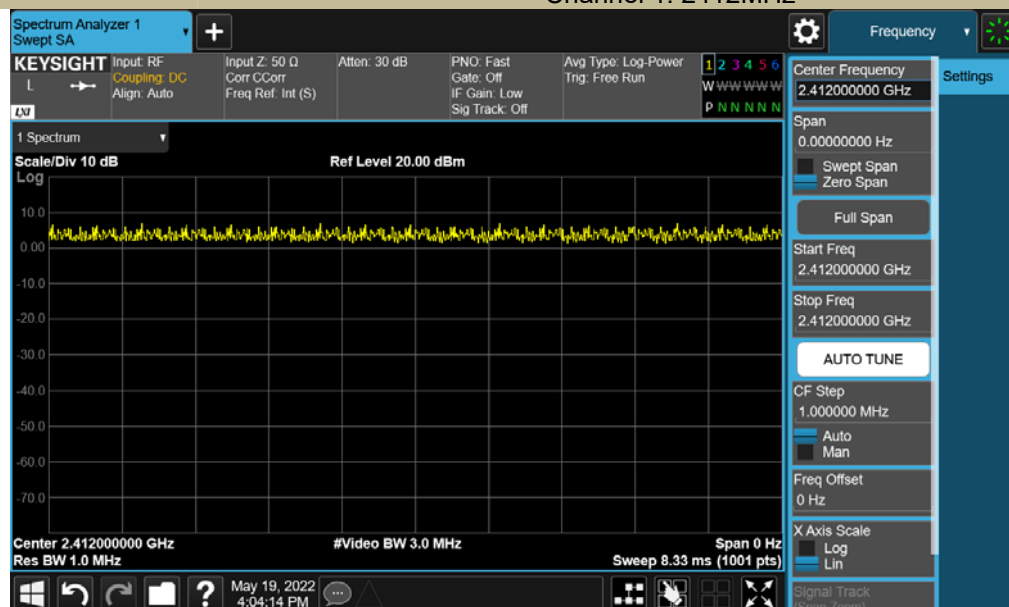 Channel 1: 2412MHz
Spectrum Analyzer 1
Swept SA
Frequency
KEYSIGHT
L
LXI
Input: RF
Coupling: DC
Align: Auto
Input Z: 50 Ω
Corr CCorr
Freq Ref: Int (S)
Atten: 30 dB
PNO: Fast
Gate: Off
IF Gain: Low
Sig Track: Off
Avg Type: Log-Power
Trig: Free Run
1 2 3 4 5 6
W W W W W W
P N N N N N
Center Frequency
2.412000000 GHz
Settings
1 Spectrum
Scale/Div 10 dB
Ref Level 20.00 dBm
Log
10.0
0.00
-10.0
-20.0
-30.0
-40.0
-50.0
-60.0
-70.0
Center 2.412000000 GHz
#Video BW 3.0 MHz
Span 0 Hz
Res BW 1.0 MHz
Sweep 8.33 ms (1001 pts)
Span
0.00000000 Hz
Swept Span
Zero Span
Full Span
Start Freq
2.412000000 GHz
Stop Freq
2.412000000 GHz
AUTO TUNE
CF Step
1.000000 MHz
Auto
Man
Freq Offset
0 Hz
X Axis Scale
Log
Lin
Signal Track
(Span Zoom)
?
May 19, 2022
4:04:14 PM